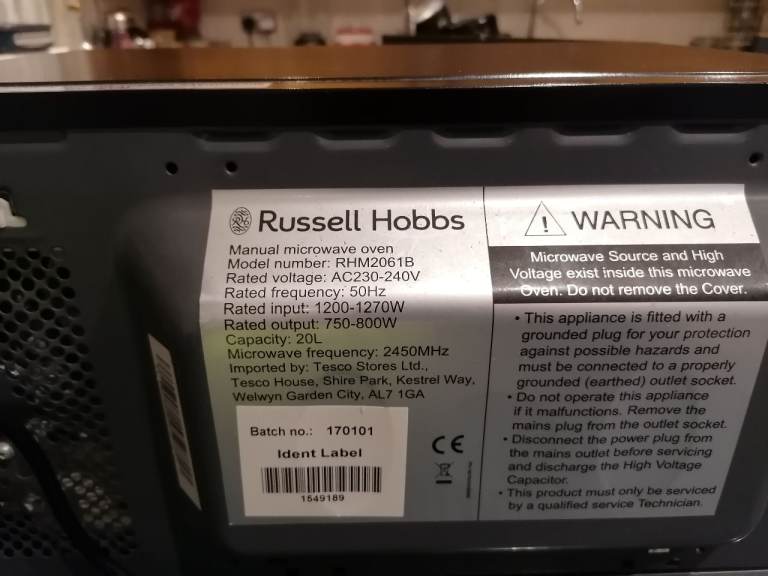 Russell Hobbs
Manual microwave oven
Model number: RHM2061B
Rated voltage: AC230-240V
Rated frequency: 50Hz
Rated input: 1200-1270W
Rated output: 750-800W
Capacity: 20L
Microwave frequency: 2450MHz
Imported by: Tesco Stores Ltd.,
Tesco House, Shire Park, Kestrel Way,
Welwyn Garden City, AL7 1GA
Batch no.: 170101
Ident Label
1549189
CE
! WARNING
Microwave Source and High
Voltage exist inside this microwave
Oven. Do not remove the Cover.
• This appliance is fitted with a
grounded plug for your protection
against possible hazards and
must be connected to a properly
grounded (earthed) outlet socket.
• Do not operate this appliance
if it malfunctions. Remove the
mains plug from the outlet socket.
• Disconnect the power plug from
the mains outlet before servicing
and discharge the High Voltage
Capacitor.
• This product must only be serviced
by a qualified service Technician.